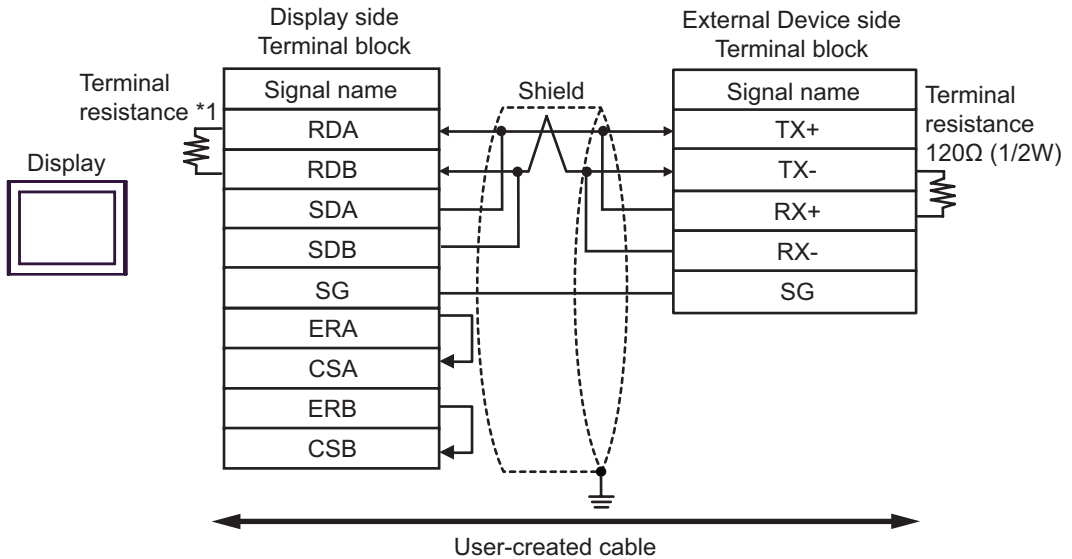 Display side
Terminal block
External Device side
Terminal block
Terminal
resistance *1
Signal name
Shield
Signal name
Terminal
resistance
120Ω (1/2W)
RDA
TX+
Display
RDB
TX-
SDA
RX+
SDB
RX-
SG
SG
ERA
CSA
ERB
CSB
User-created cable